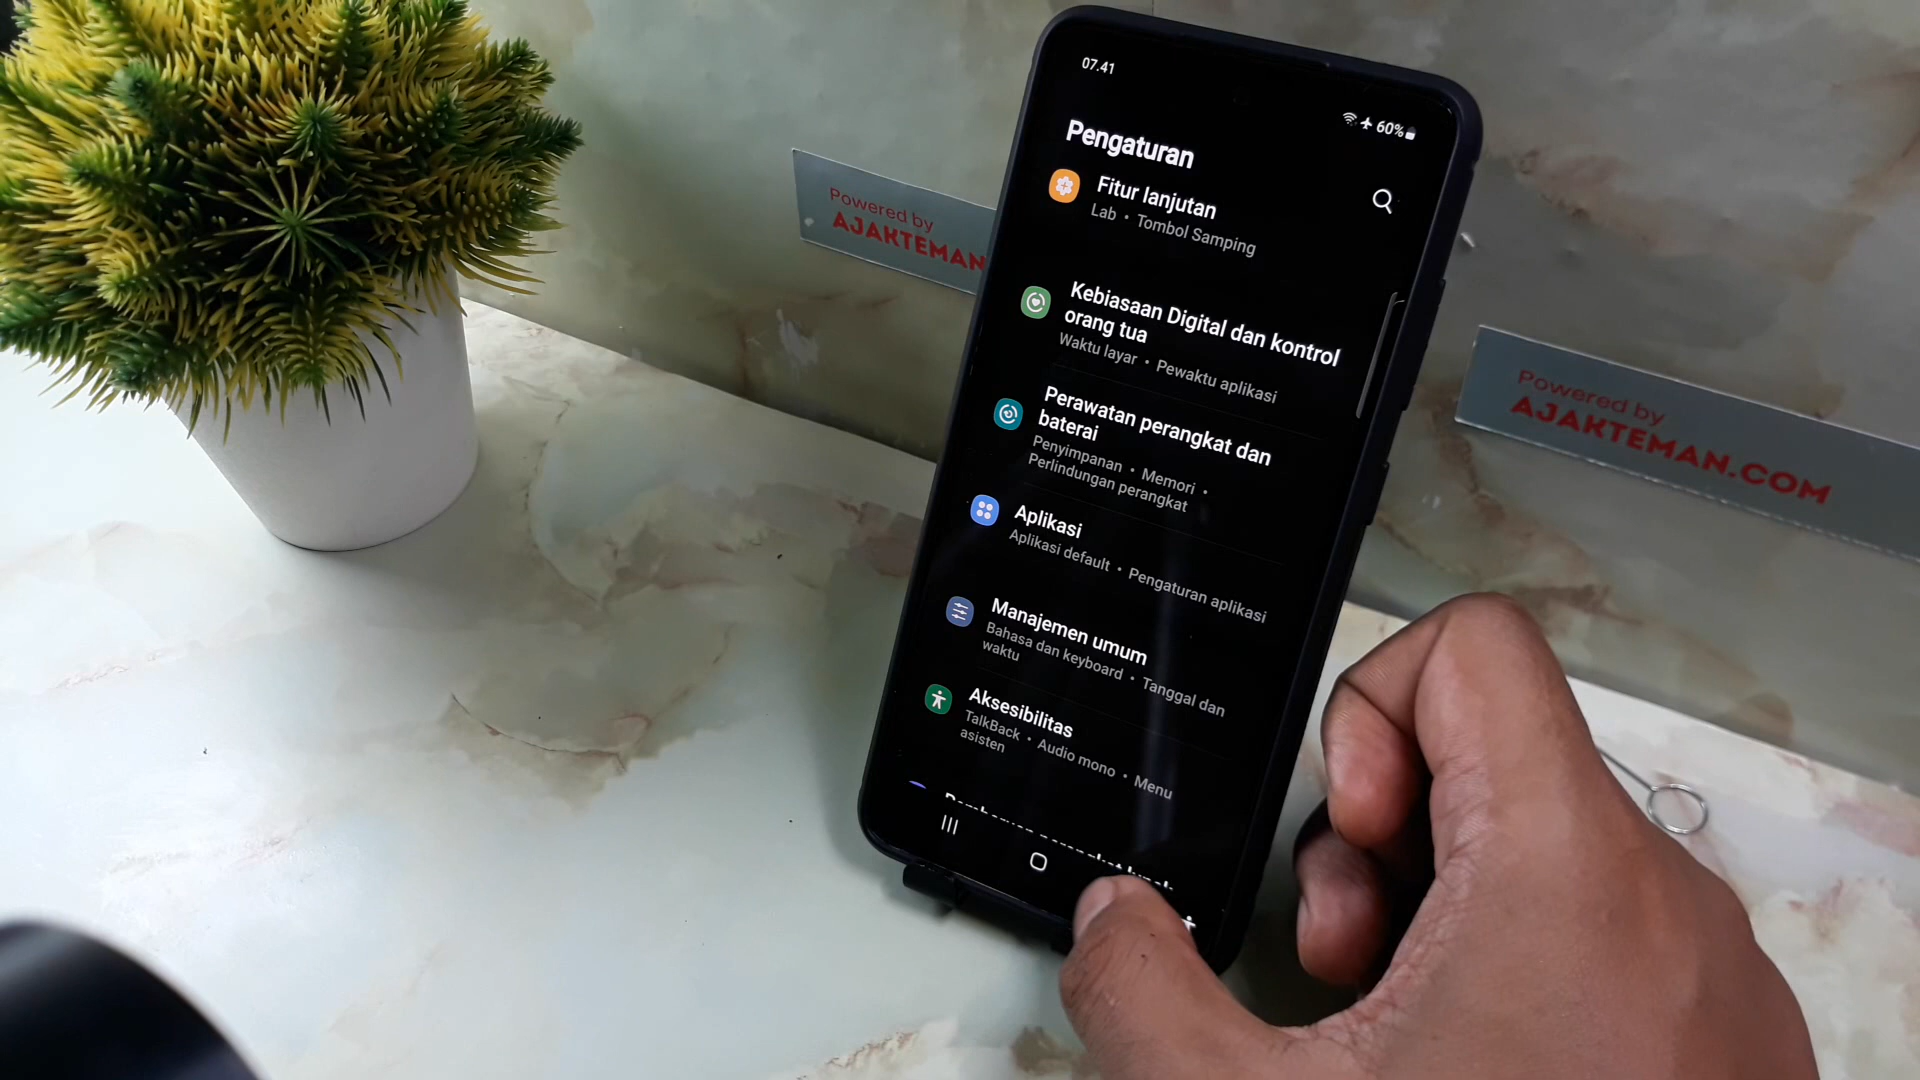 07.41
60%
Pengaturan
Fitur lanjutan
Lab • Tombol Samping
Kebiasaan Digital dan kontrol
orang tua
Waktu layar • Pewaktu aplikasi
Perawatan perangkat dan
baterai
Penyimpanan • Memori •
Perlindungan perangkat
Aplikasi
Aplikasi default • Pengaturan aplikasi
Manajemen umum
Bahasa dan keyboard • Tanggal dan
waktu
Aksesibilitas
TalkBack • Audio mono • Menu
asisten
Powered by
AJAKTEMAN
Powered by
AJAKTEMAN.COM